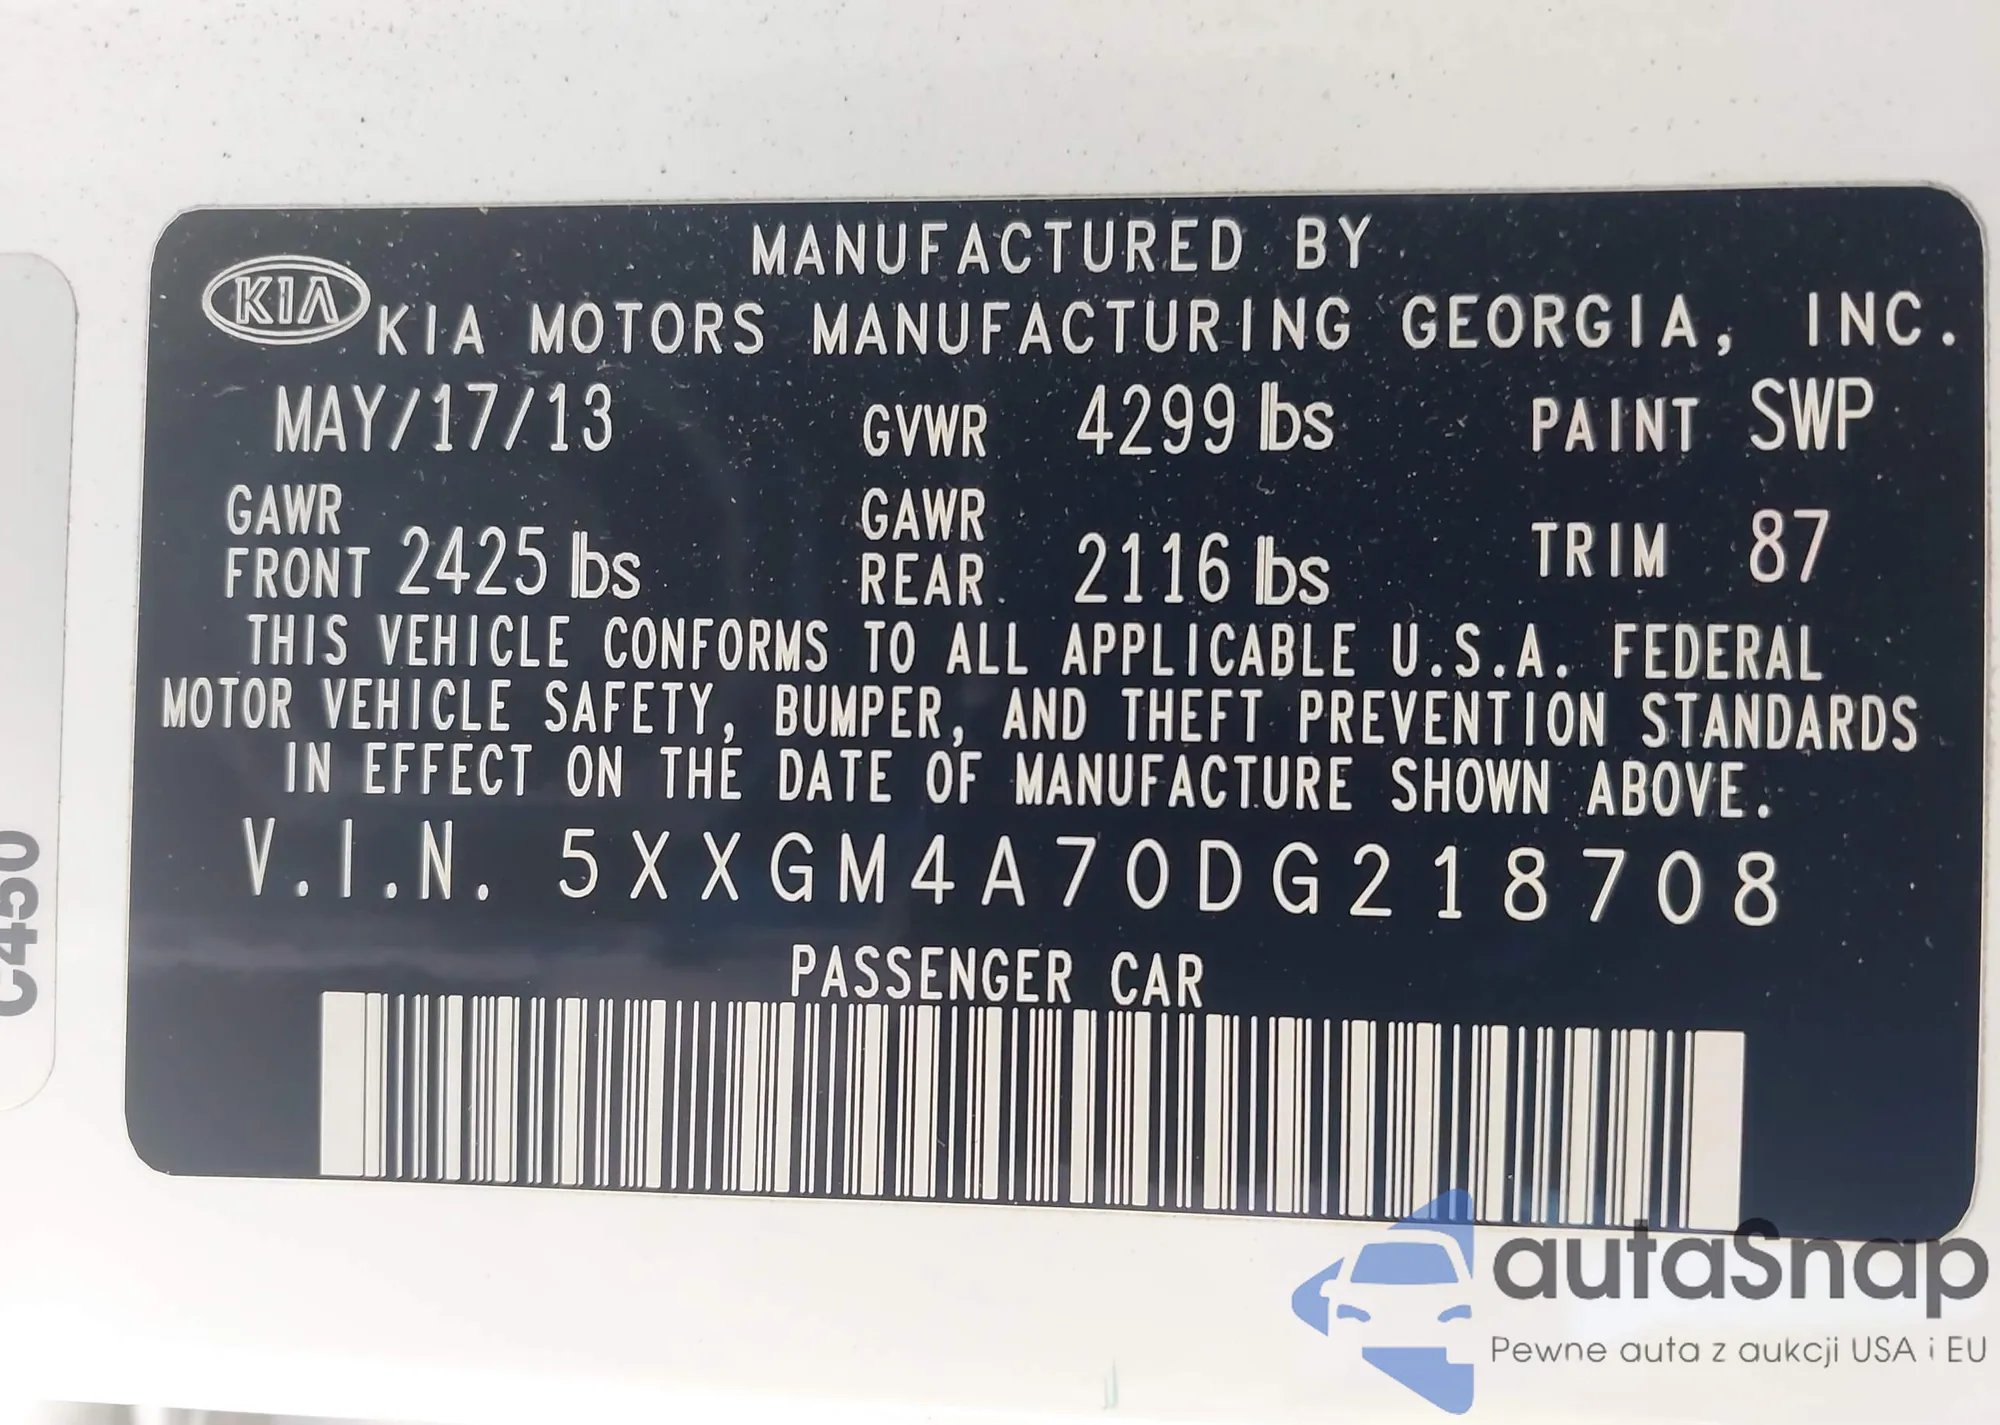 MANUFACTURED BY
KIA
KIA MOTORS MANUFACTURING GEORGIA, INC.
MAY/17/13 GVWR 4299 lbs PAINT SWP
GAWR FRONT 2425 lbs GAWR REAR 2116 lbs TRIM 87
THIS VEHICLE CONFORMS TO ALL APPLICABLE U.S.A. FEDERAL
MOTOR VEHICLE SAFETY, BUMPER, AND THEFT PREVENTION STANDARDS
IN EFFECT ON THE DATE OF MANUFACTURE SHOWN ABOVE.
V.I.N. 5XXGM4A70DG218708
PASSENGER CAR
C450
autaSnap
Pewne auta z aukcji USA i EU